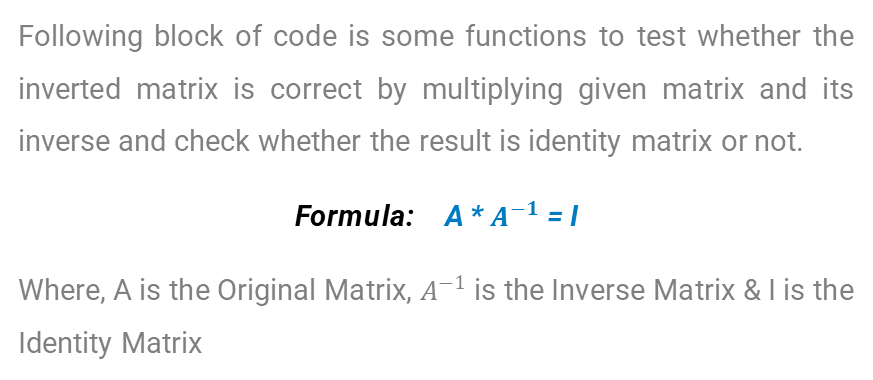 Following block of code is some functions to test whether the
inverted matrix is correct by multiplying given matrix and its
inverse and check whether the result is identity matrix or not.
Formula: A * A⁻¹ = I
Where, A is the Original Matrix, A⁻¹ is the Inverse Matrix & I is the
Identity Matrix